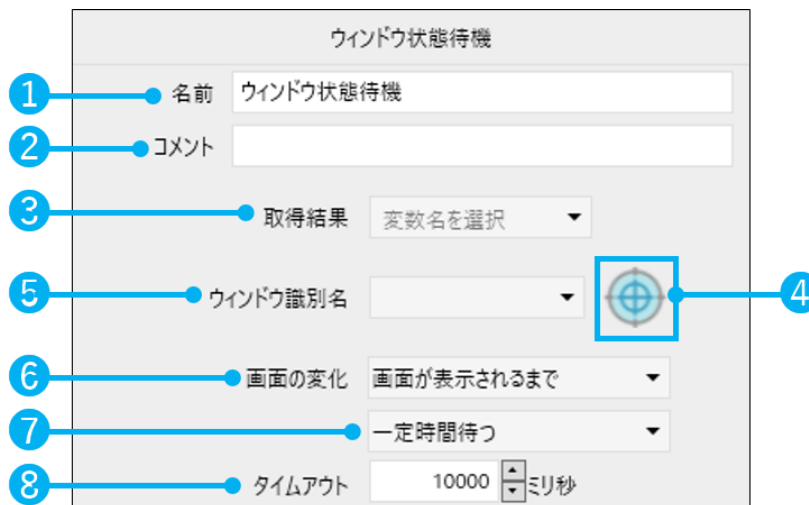 ウィンドウ状態待機
1 名前 ウィンドウ状態待機
2 コメント
3 取得結果 変数名を選択
5 ウィンドウ識別名 4
6 画面の変化 画面が表示されるまで
7 一定時間待つ
8 タイムアウト 10000 ミリ秒